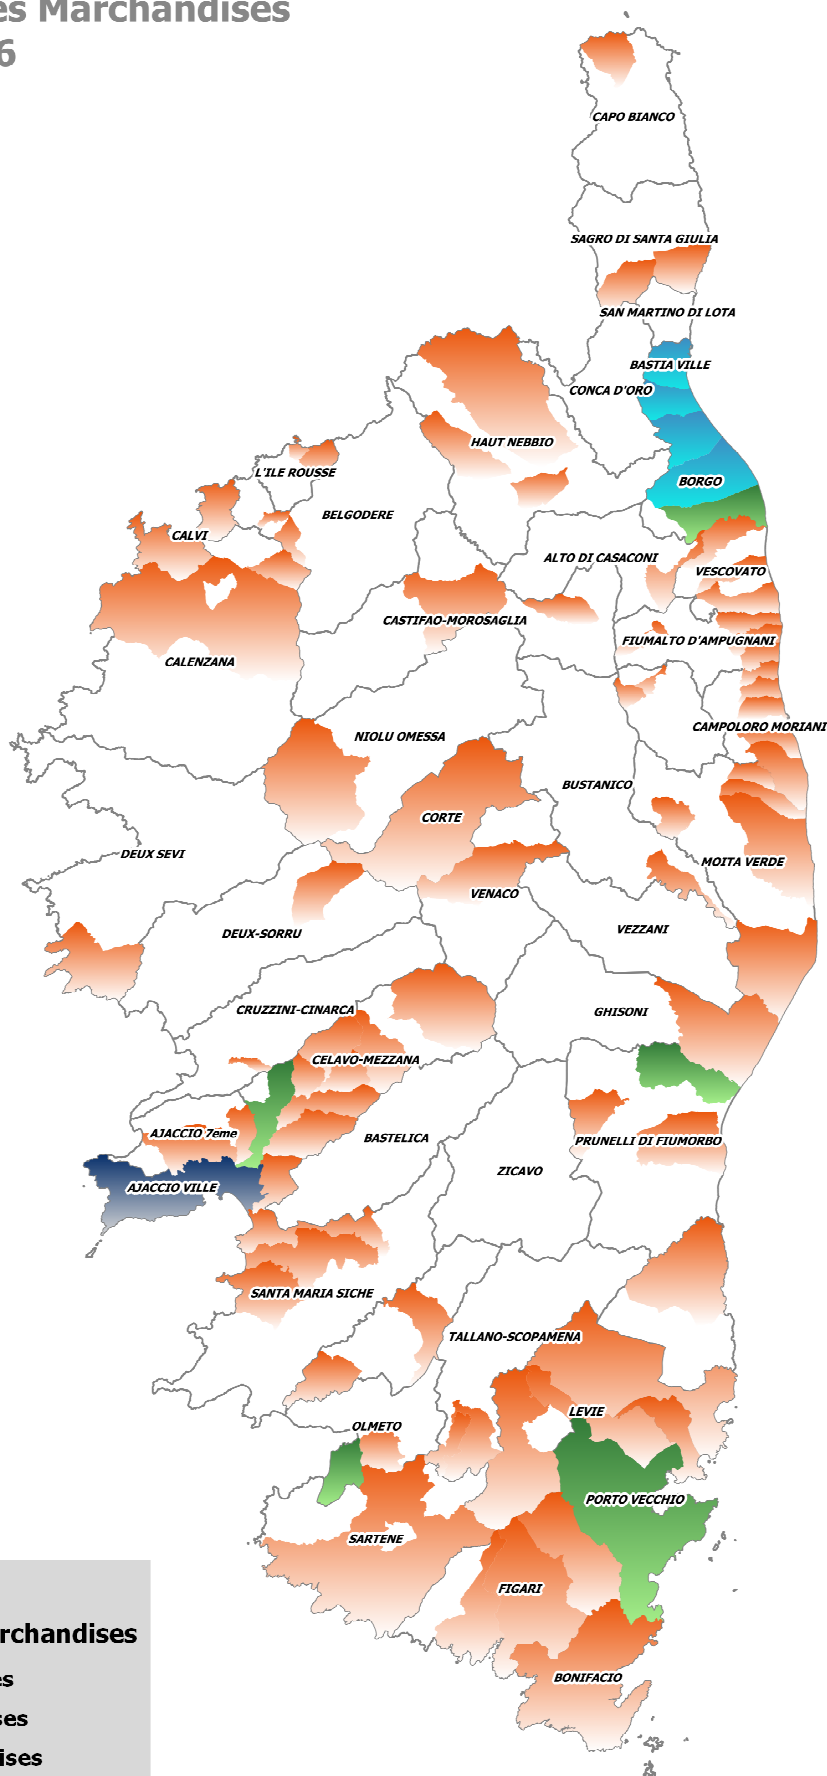 es Marchandises
6
CAPO BIANCO
SAGRO DI SANTA GIULIA
SAN MARTINO DI LOTA
BASTIA VILLE
CONCA D'ORO
HAUT NEBBIO
L'ILE ROUSSE
BORGO
BELGODERE
CALVI
ALTO DI CASACONI
VESCOVATO
CASTIFAO-MOROSAGLIA
FIUMALTO D'AMPUGNANI
CALENZANA
CAMPOLORO MORIANI
NIOLU OMESSA
BUSTANICO
CORTE
DEUX SEVI
MOITA VERDE
VENACO
DEUX-SORRU
VEZZANI
CRUZZINI-CINARCA
GHISONI
CELAVO-MEZZANA
AJACCIO 7eme
BASTELICA
PRUNELLI DI FIUMORBO
ZICAVO
AJACCIO VILLE
SANTA MARIA SICHE
TALLANO-SCOPAMENA
LEVIE
OLMETO
PORTO VECCHIO
SARTENE
FIGARI
BONIFACIO
rchandises
es
ses
ises